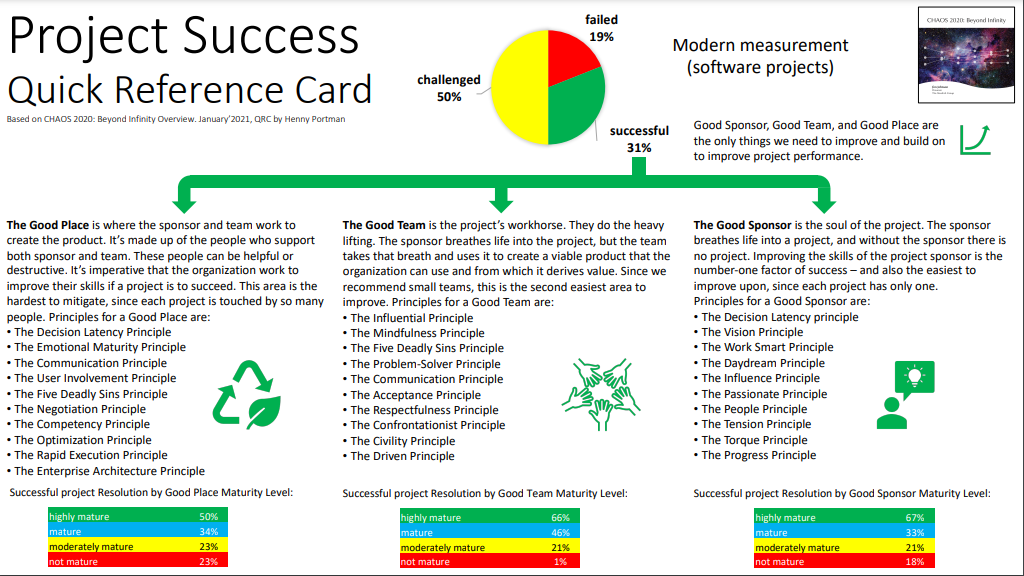 Project Success
Quick Reference Card
Based on CHAOS 2020: Beyond Infinity Overview. January'2021, QRC by Henny Portman
failed
19%
challenged
50%
successful
31%
Modern measurement
(software projects)
CHAOS 2020: Beyond Infinity
Good Sponsor, Good Team, and Good Place are
the only things we need to improve and build on
to improve project performance.
The Good Place is where the sponsor and team work to
create the product. It's made up of the people who support
both sponsor and team. These people can be helpful or
destructive. It's imperative that the organization work to
improve their skills if a project is to succeed. This area is the
hardest to mitigate, since each project is touched by so many
people. Principles for a Good Place are:
• The Decision Latency Principle
• The Emotional Maturity Principle
• The Communication Principle
• The User Involvement Principle
• The Five Deadly Sins Principle
• The Negotiation Principle
• The Competency Principle
• The Optimization Principle
• The Rapid Execution Principle
• The Enterprise Architecture Principle
Successful project Resolution by Good Place Maturity Level:
highly mature 50%
mature 34%
moderately mature 23%
not mature 23%
The Good Team is the project's workhorse. They do the heavy
lifting. The sponsor breathes life into the project, but the team
takes that breath and uses it to create a viable product that the
organization can use and from which it derives value. Since we
recommend small teams, this is the second easiest area to
improve. Principles for a Good Team are:
• The Influential Principle
• The Mindfulness Principle
• The Five Deadly Sins Principle
• The Problem-Solver Principle
• The Communication Principle
• The Acceptance Principle
• The Respectfulness Principle
• The Confrontationist Principle
• The Civility Principle
• The Driven Principle
Successful project Resolution by Good Team Maturity Level:
highly mature 66%
mature 46%
moderately mature 21%
not mature 1%
The Good Sponsor is the soul of the project. The sponsor
breathes life into a project, and without the sponsor there is
no project. Improving the skills of the project sponsor is the
number-one factor of success – and also the easiest to
improve upon, since each project has only one.
Principles for a Good Sponsor are:
• The Decision Latency principle
• The Vision Principle
• The Work Smart Principle
• The Daydream Principle
• The Influence Principle
• The Passionate Principle
• The People Principle
• The Tension Principle
• The Torque Principle
• The Progress Principle
Successful project Resolution by Good Sponsor Maturity Level:
highly mature 67%
mature 33%
moderately mature 21%
not mature 18%